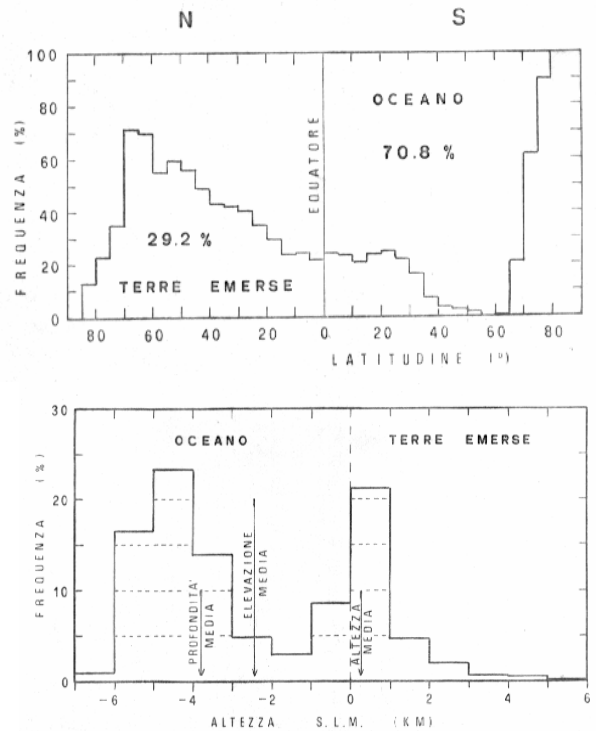 N S
100
80
60
40
20
0
FREQUENZA (%)
OCEANO
70.8 %
EQUATORE
29.2 %
TERRE EMERSE
80 60 40 20 0 20 40 60 80
LATITUDINE (°)
30
20
10
0
FREQUENZA (%)
OCEANO
TERRE EMERSE
PROFONDITA'
MEDIA
ELEVAZIONE
MEDIA
ALTEZZA
MEDIA
-6 -4 -2 0 2 4 6
ALTEZZA S.L.M. (KM)